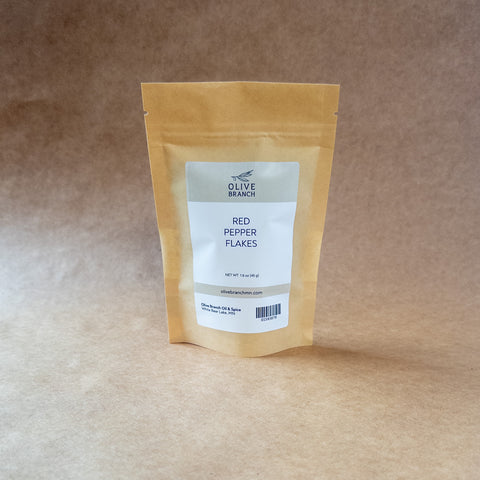 OLIVE
BRANCH
RED
PEPPER
FLAKES
NET WT 1.6 oz (45 g)
olivebranchmn.com
Olive Branch Oil & Spice
White Bear Lake, MN